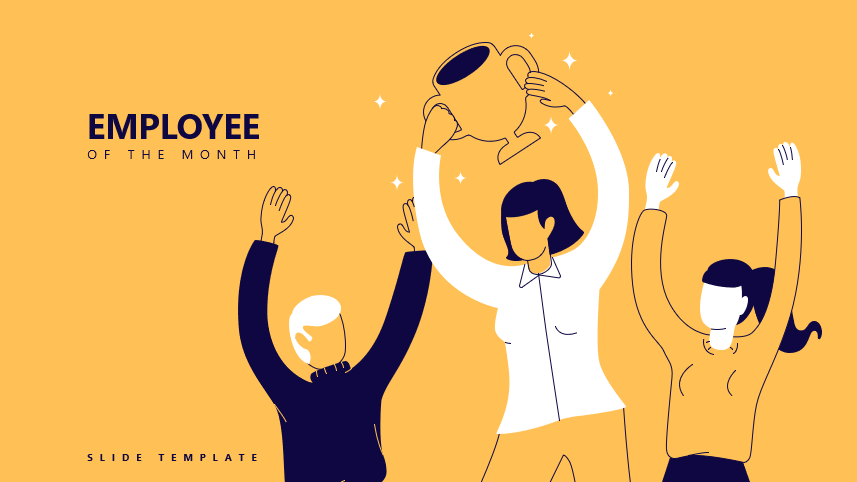 EMPLOYEE
OF THE MONTH
SLIDE TEMPLATE